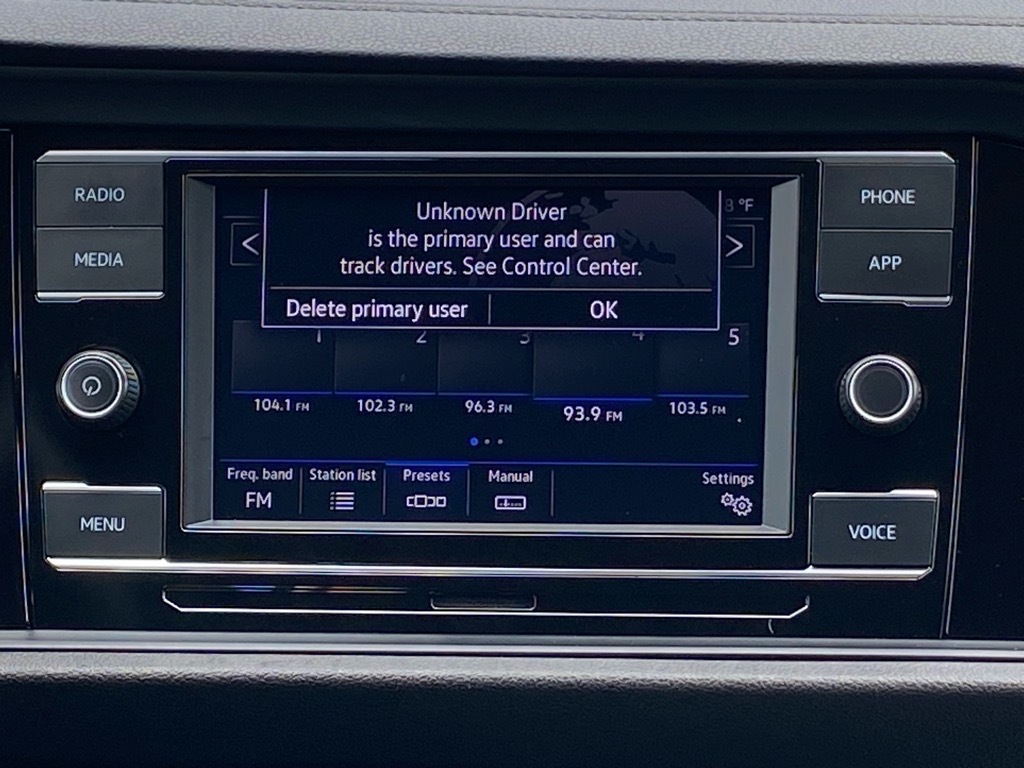 RADIO
MEDIA
MENU
PHONE
APP
VOICE
°F
<
>
Unknown Driver
is the primary user and can
track drivers. See Control Center.
Delete primary user
OK
1
2
3
4
5
104.1 FM
102.3 FM
96.3 FM
93.9 FM
103.5 FM
Freq. band
FM
Station list
Presets
Manual
Settings